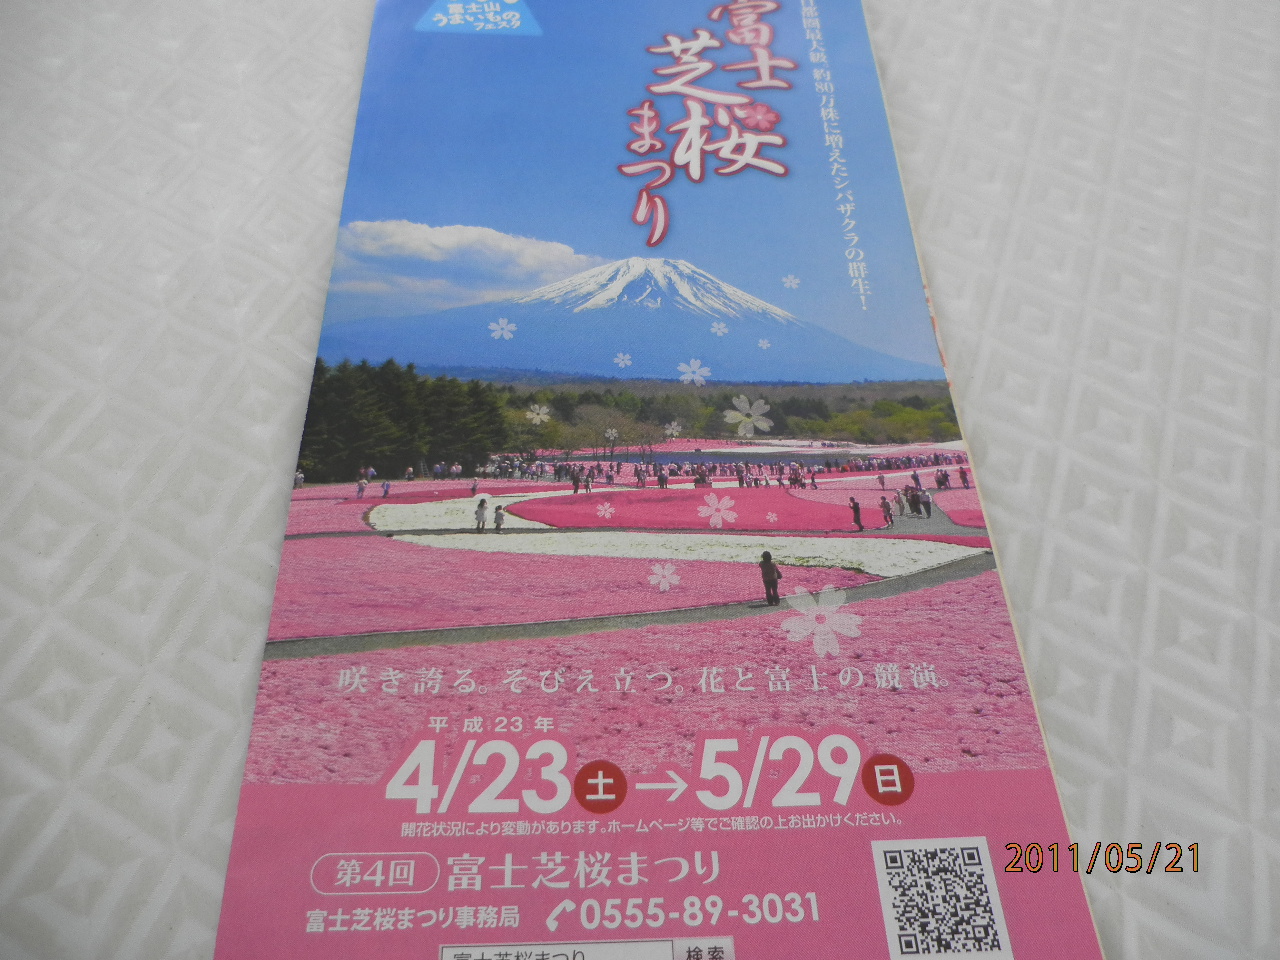 富士山
うまいもの
フェスタ
富士
芝桜
まつり
首都圏最大級、約80万株に増えたシバザクラの群生!
咲き誇る。そびえ立つ。花と富士の競演。
平成23年
4/23土→5/29日
開花状況により変動があります。ホームページ等でご確認の上お出かけください。
第4回 富士芝桜まつり
富士芝桜まつり事務局 0555-89-3031
富士芝桜まつり 検索
2011/05/21